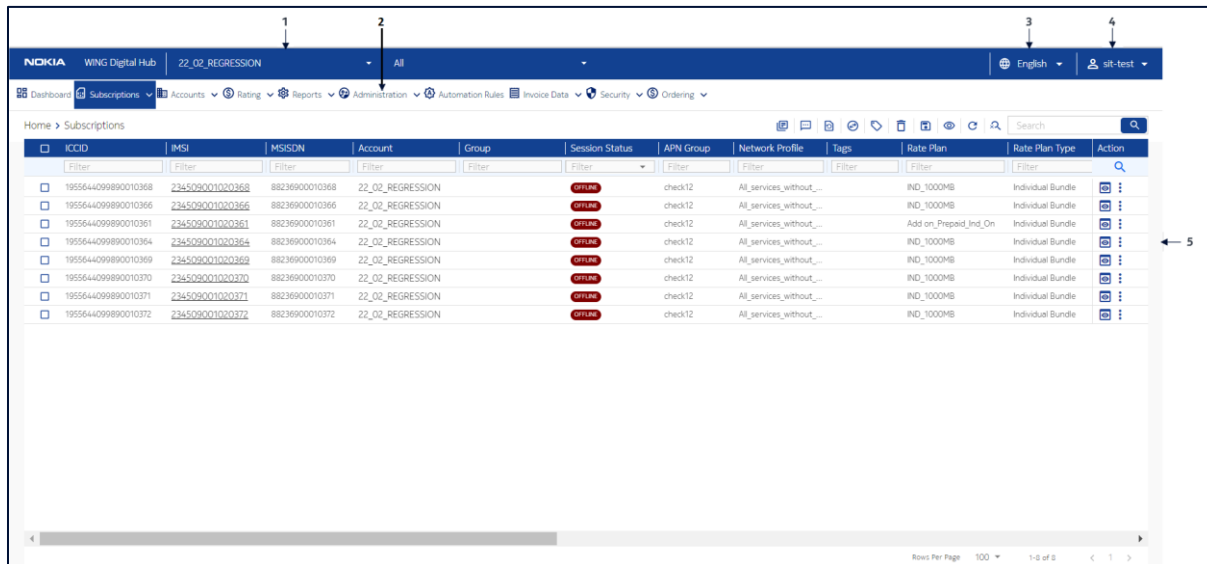 1 2 3 4
NOKIA WING Digital Hub 22_02_REGRESSION All English sit-test
Dashboard Subscriptions Accounts Rating Reports Administration Automation Rules Invoice Data Security Ordering
Home > Subscriptions Search
ICCID IMSI MSISDN Account Group Session Status APN Group Network Profile Tags Rate Plan Rate Plan Type Action
Filter Filter Filter Filter Filter Filter Filter Filter Filter Filter Filter
1955644099890010368 234509001020368 88236900010368 22_02_REGRESSION OFFLINE check12 All_services_without_... IND_1000MB Individual Bundle
1955644099890010366 234509001020366 88236900010366 22_02_REGRESSION OFFLINE check12 All_services_without_... IND_1000MB Individual Bundle
1955644099890010361 234509001020361 88236900010361 22_02_REGRESSION OFFLINE check12 All_services_without_... Add on_Prepaid_Ind_On Individual Bundle
1955644099890010364 234509001020364 88236900010364 22_02_REGRESSION OFFLINE check12 All_services_without_... IND_1000MB Individual Bundle
5
1955644099890010369 234509001020369 88236900010369 22_02_REGRESSION OFFLINE check12 All_services_without_... IND_1000MB Individual Bundle
1955644099890010370 234509001020370 88236900010370 22_02_REGRESSION OFFLINE check12 All_services_without_... IND_1000MB Individual Bundle
1955644099890010371 234509001020371 88236900010371 22_02_REGRESSION OFFLINE check12 All_services_without_... IND_1000MB Individual Bundle
1955644099890010372 234509001020372 88236900010372 22_02_REGRESSION OFFLINE check12 All_services_without_... IND_1000MB Individual Bundle
Rows Per Page 100 1-8 of 8 < 1 >